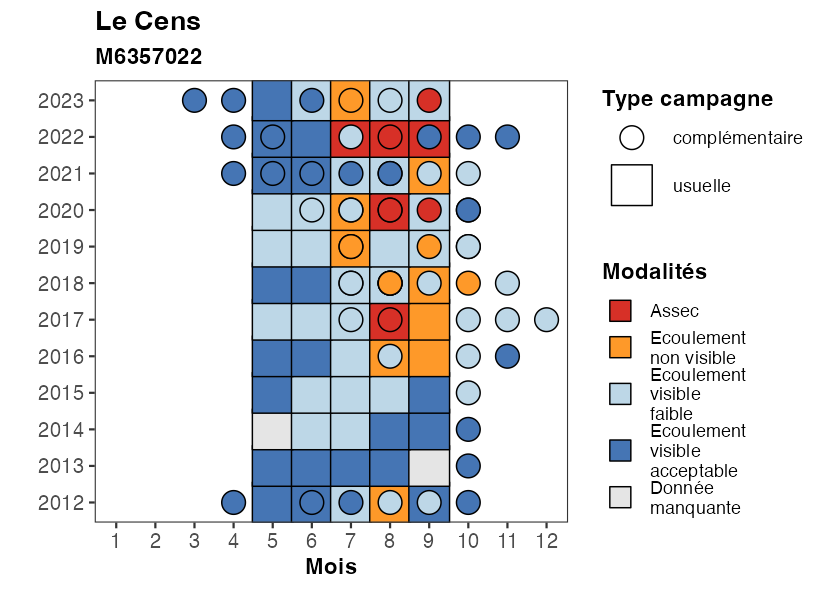 Le Cens
M6357022
2023
2022
2021
2020
2019
2018
2017
2016
2015
2014
2013
2012
1 2 3 4 5 6 7 8 9 10 11 12
Mois
Type campagne
complémentaire
usuelle
Modalités
Assec
Ecoulement
non visible
Ecoulement
visible
faible
Ecoulement
visible
acceptable
Donnée
manquante